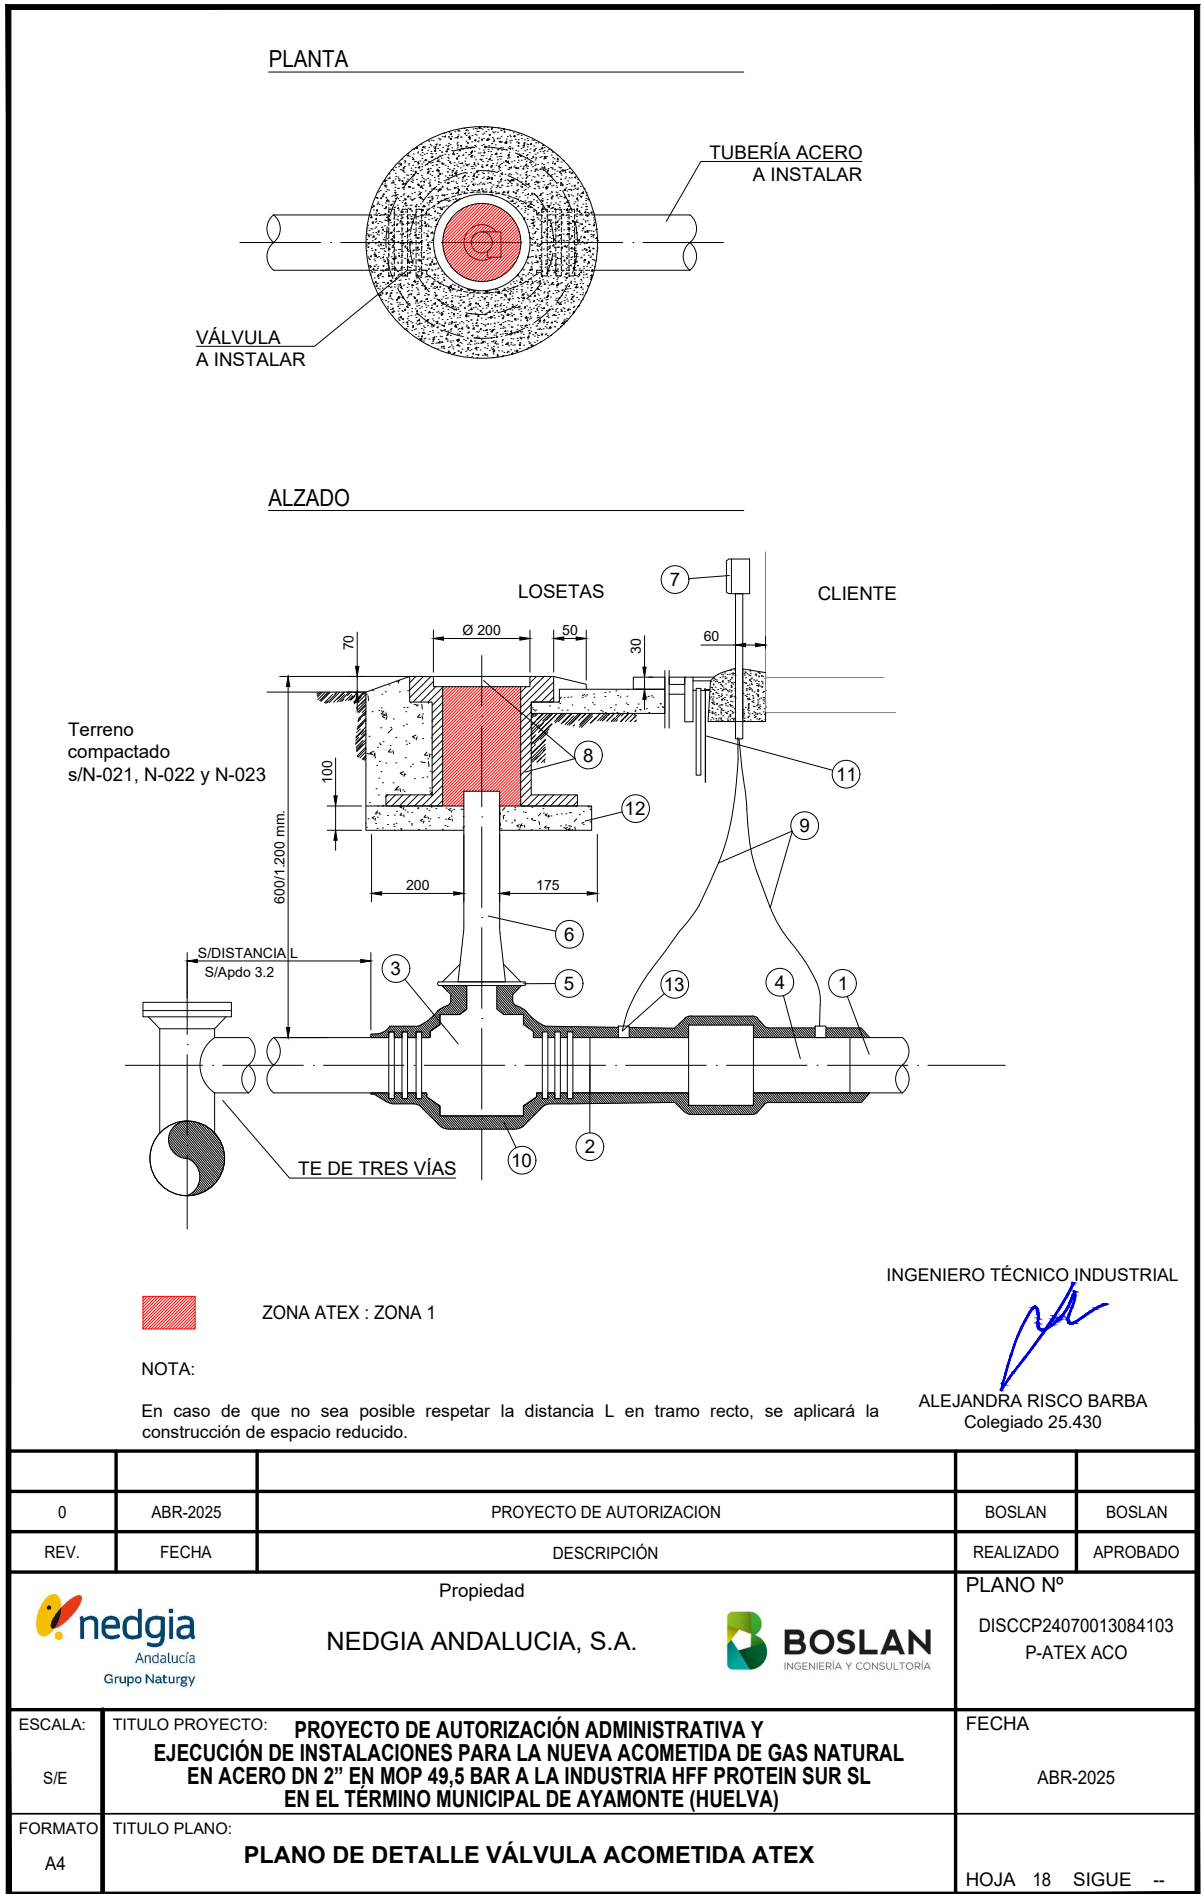 PLANTA
TUBERÍA ACERO
A INSTALAR
VÁLVULA
A INSTALAR
ALZADO
LOSETAS
7
CLIENTE
70
Ø 200
50
30
60
Terreno
compactado
s/N-021, N-022 y N-023
8
11
100
12
9
600/1.200 mm.
200
175
6
S/DISTANCIA L
S/Apdo 3.2
3
5
13
4
1
10
2
TE DE TRES VÍAS
ZONA ATEX : ZONA 1
INGENIERO TÉCNICO INDUSTRIAL
NOTA:
En caso de que no sea posible respetar la distancia L en tramo recto, se aplicará la
construcción de espacio reducido.
ALEJANDRA RISCO BARBA
Colegiado 25.430
0 ABR-2025 PROYECTO DE AUTORIZACION BOSLAN BOSLAN
REV. FECHA DESCRIPCIÓN REALIZADO APROBADO
nedgia
Andalucía
Grupo Naturgy
Propiedad
NEDGIA ANDALUCIA, S.A.
BOSLAN
INGENIERÍA Y CONSULTORÍA
PLANO Nº
DISCCP24070013084103
P-ATEX ACO
ESCALA:
S/E
TITULO PROYECTO: PROYECTO DE AUTORIZACIÓN ADMINISTRATIVA Y
EJECUCIÓN DE INSTALACIONES PARA LA NUEVA ACOMETIDA DE GAS NATURAL
EN ACERO DN 2” EN MOP 49,5 BAR A LA INDUSTRIA HFF PROTEIN SUR SL
EN EL TÉRMINO MUNICIPAL DE AYAMONTE (HUELVA)
FECHA
ABR-2025
FORMATO
A4
TITULO PLANO:
PLANO DE DETALLE VÁLVULA ACOMETIDA ATEX
HOJA 18 SIGUE --